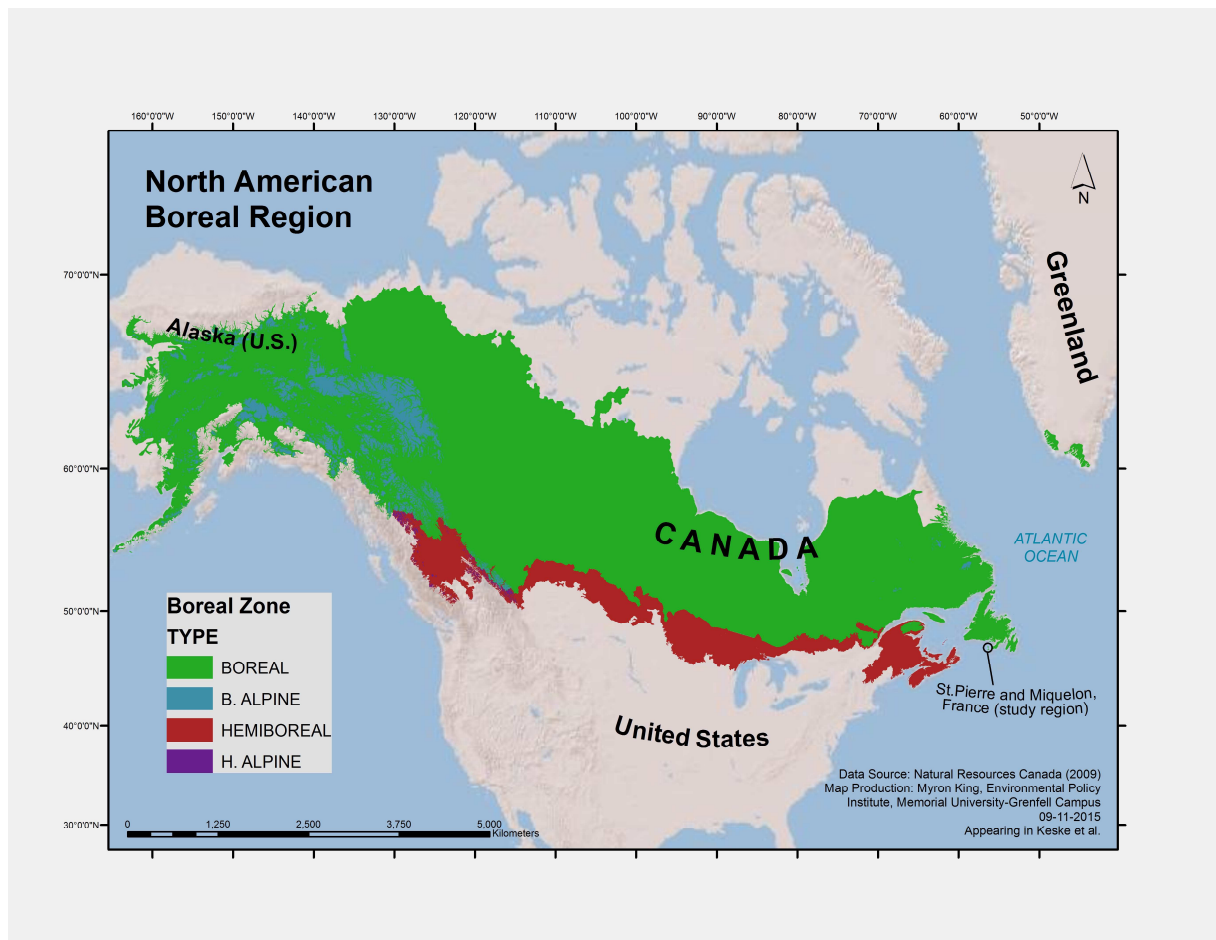 160°0'0"W 150°0'0"W 140°0'0"W 130°0'0"W 120°0'0"W 110°0'0"W 100°0'0"W 90°0'0"W 80°0'0"W 70°0'0"W 60°0'0"W 50°0'0"W
North American
Boreal Region
N
70°0'0"N
Greenland
Alaska (U.S.)
60°0'0"N
CANADA
ATLANTIC
OCEAN
50°0'0"N
Boreal Zone
TYPE
BOREAL
B. ALPINE
HEMIBOREAL
H. ALPINE
St.Pierre and Miquelon,
France (study region)
United States
40°0'0"N
Data Source: Natural Resources Canada (2009)
Map Production: Myron King, Environmental Policy
Institute, Memorial University-Grenfell Campus
09-11-2015
Appearing in Keske et al.
30°0'0"N
0 1,250 2,500 3,750 5,000
Kilometers